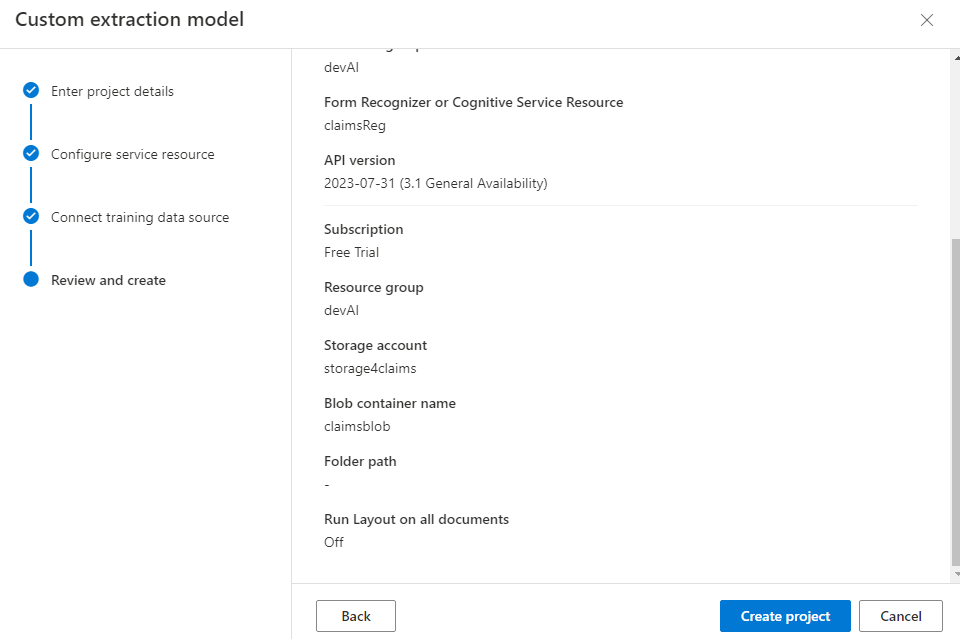 Custom extraction model
Enter project details
Configure service resource
Connect training data source
Review and create
devAI
Form Recognizer or Cognitive Service Resource
claimsReg
API version
2023-07-31 (3.1 General Availability)
Subscription
Free Trial
Resource group
devAI
Storage account
storage4claims
Blob container name
claimsblob
Folder path
-
Run Layout on all documents
Off
Back
Create project
Cancel